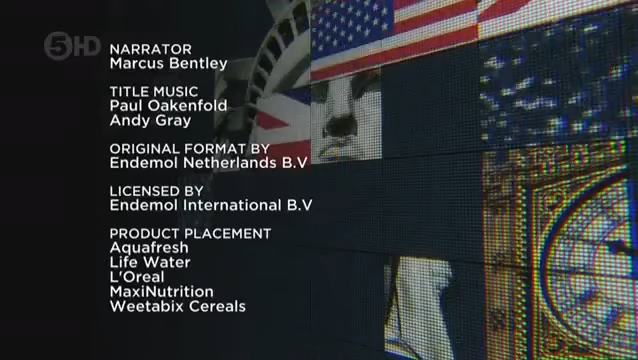 5HD
NARRATOR
Marcus Bentley
TITLE MUSIC
Paul Oakenfold
Andy Gray
ORIGINAL FORMAT BY
Endemol Netherlands B.V
LICENSED BY
Endemol International B.V
PRODUCT PLACEMENT
Aquafresh
Life Water
L'Oreal
MaxiNutrition
Weetabix Cereals